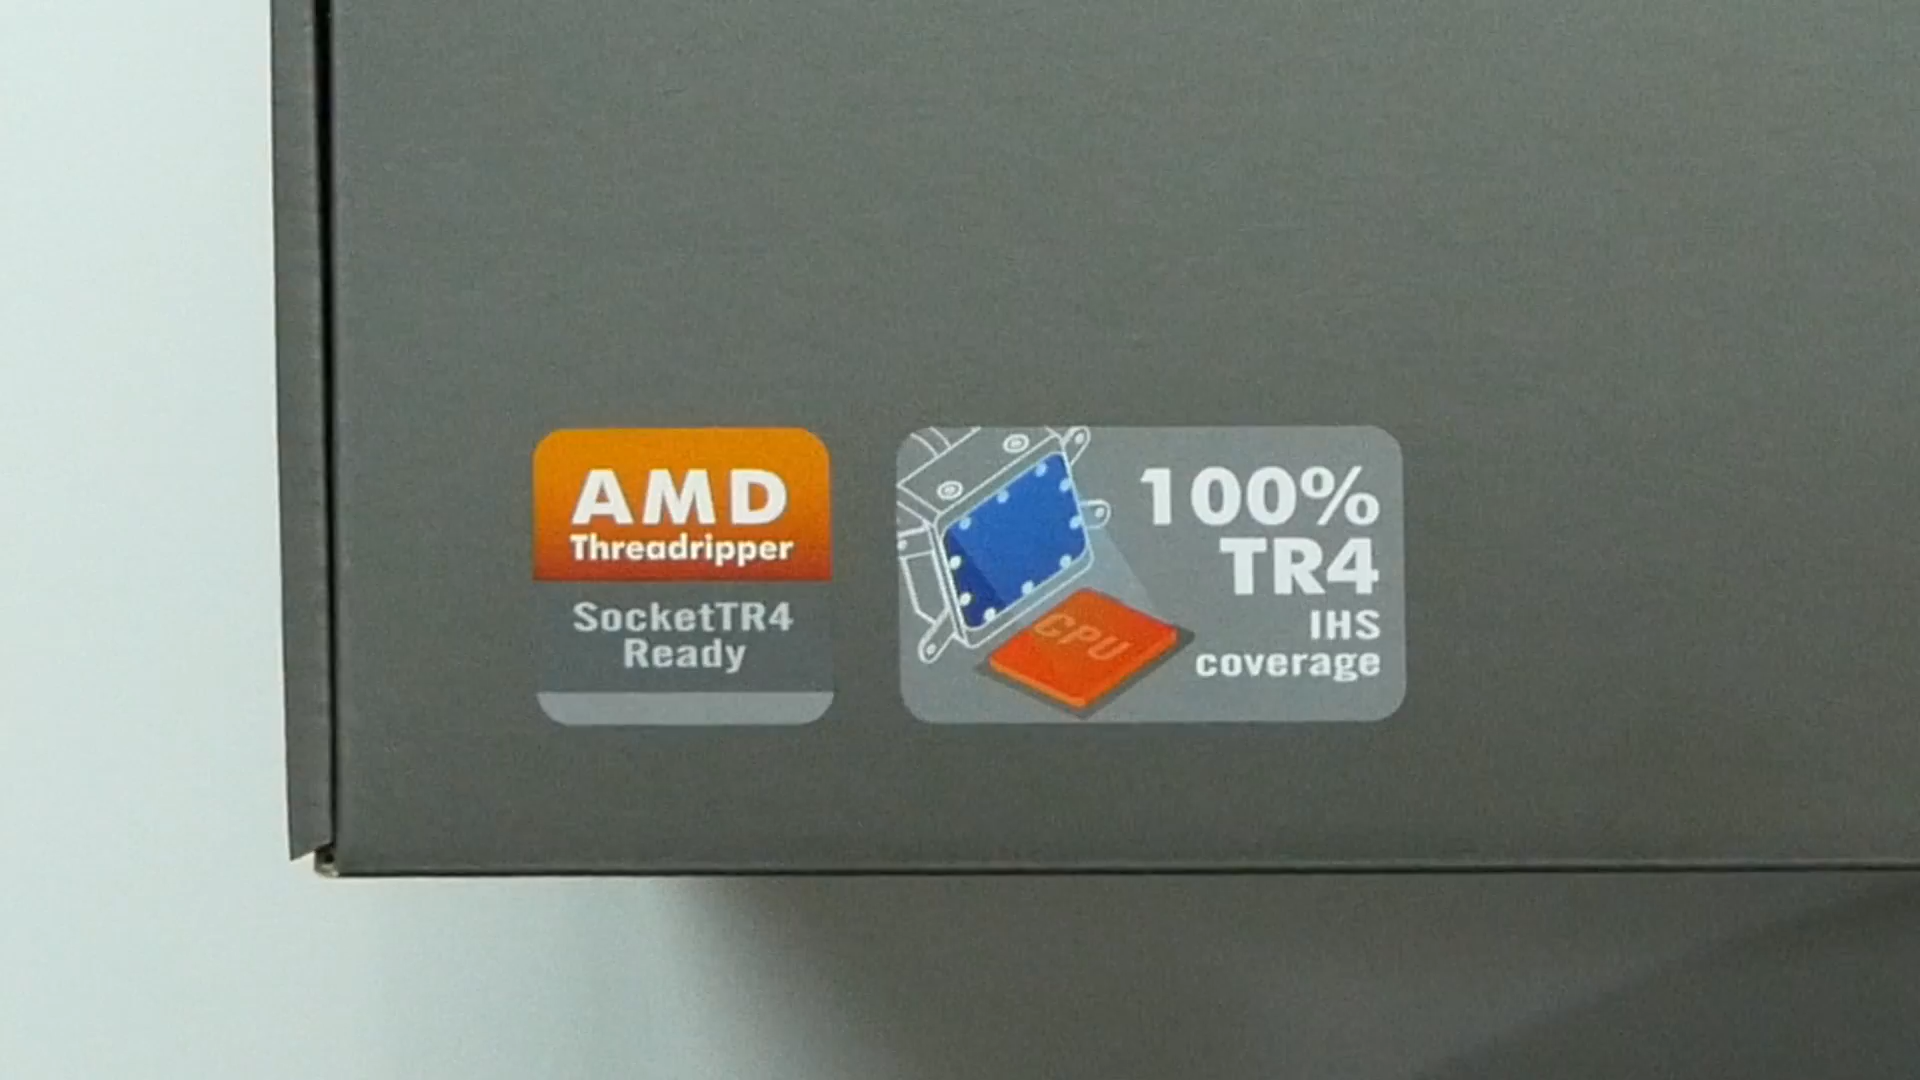 AMD
Threadripper
SocketTR4
Ready
CPU
100%
TR4
IHS
coverage